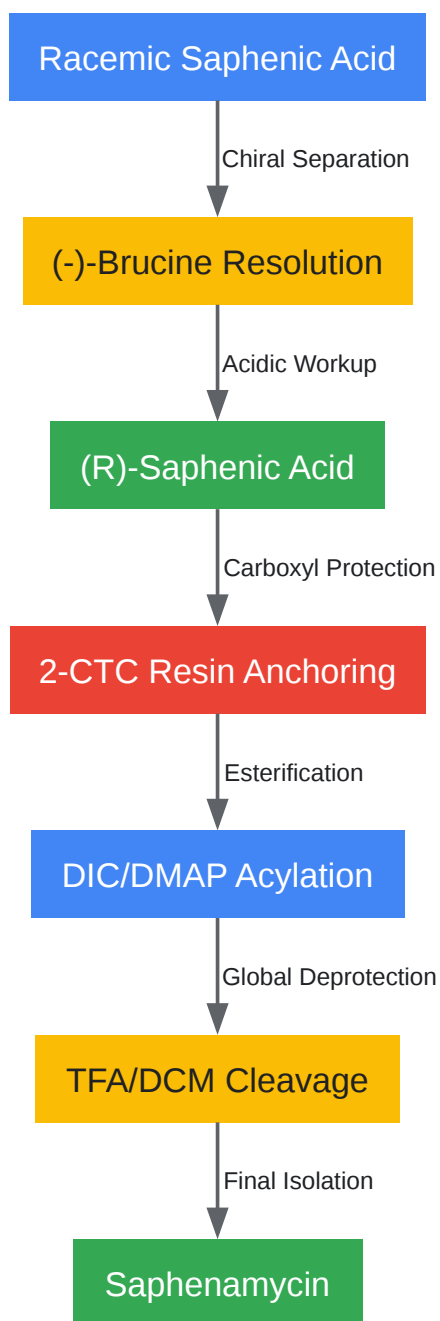 Racemic Saphenic Acid
Chiral Separation
(-)-Brucine Resolution
Acidic Workup
(R)-Saphenic Acid
Carboxyl Protection
2-CTC Resin Anchoring
Esterification
DIC/DMAP Acylation
Global Deprotection
TFA/DCM Cleavage
Final Isolation
Saphenamycin